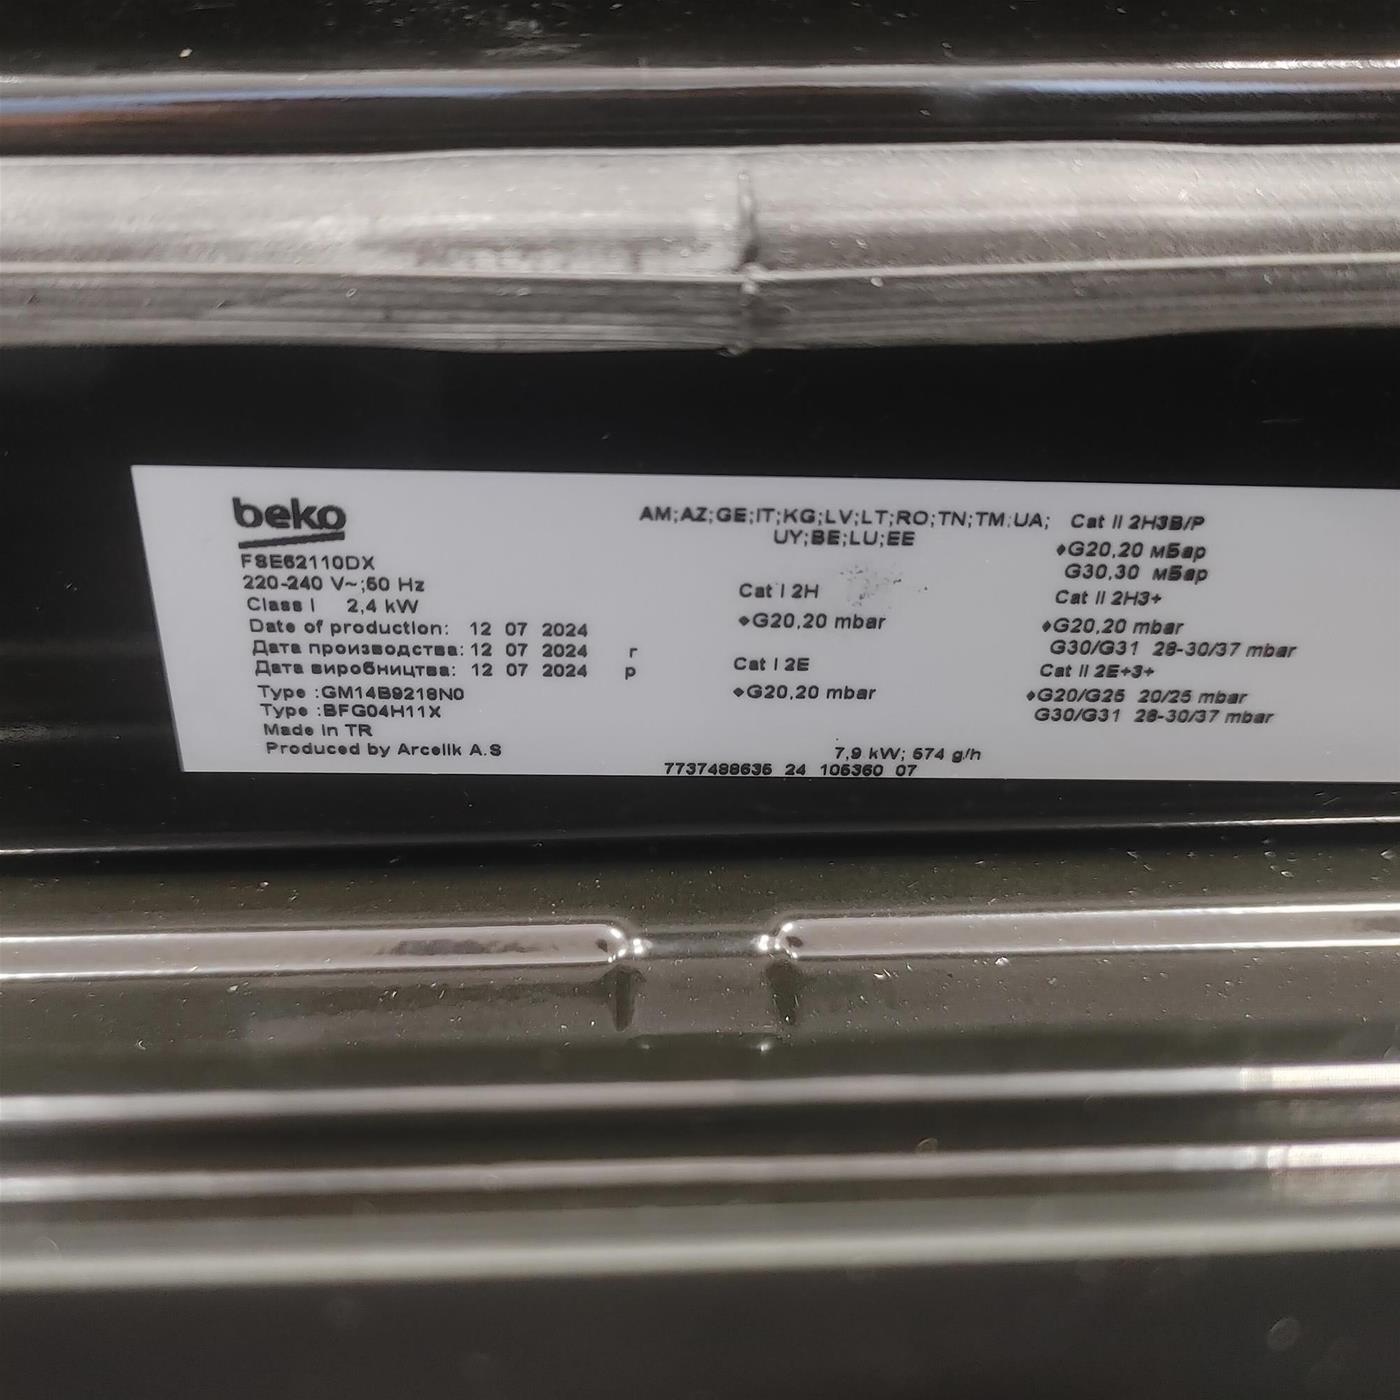 beko
FSE62110DX
220-240 V~;50 Hz
Class I 2,4 kW
Date of production: 12 07 2024
Дата производства: 12 07 2024 г
Дата виробництва: 12 07 2024 р
Type :GM14B9218N0
Type :BFG04H11X
Made in TR
Produced by Arcelik A.S
AM;AZ;GE;IT;KG;LV;LT;RO;TN;TM;UA;
UY;BE;LU;EE
Cat I 2H
♦G20,20 mbar
Cat I 2E
♦G20,20 mbar
Cat II 2H3B/P
♦G20,20 мБар
G30,30 мБар
Cat II 2H3+
♦G20,20 mbar
G30/G31 28-30/37 mbar
Cat II 2E+3+
♦G20/G25 20/25 mbar
G30/G31 28-30/37 mbar
7,9 kW; 574 g/h
7737488636 24 105360 07